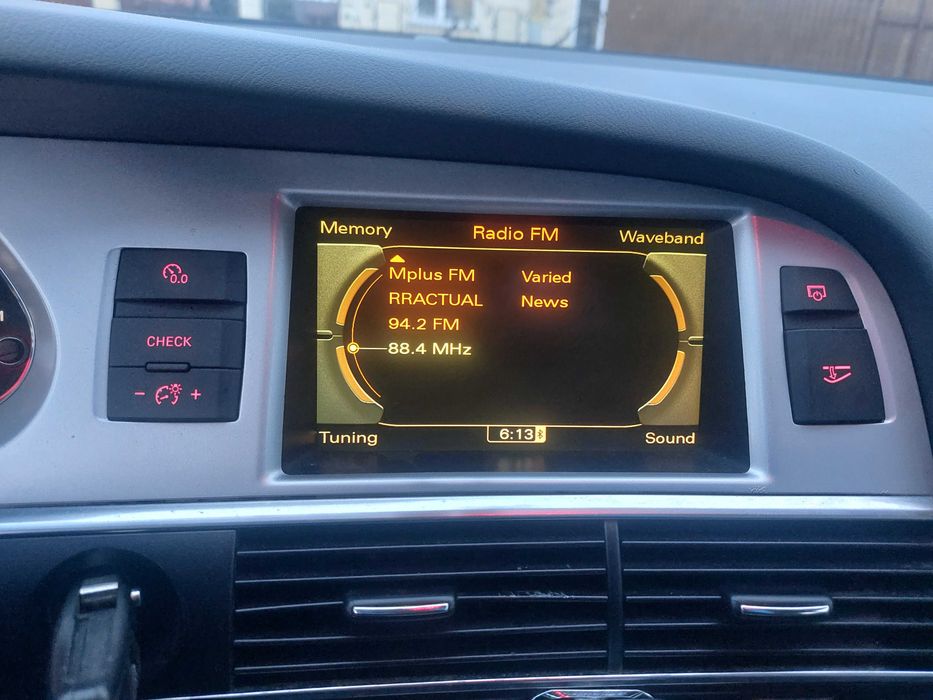 Memory Radio FM Waveband
Mplus FM Varied
RRACTUAL News
94.2 FM
88.4 MHz
Tuning 6:13 Sound
0.0
CHECK
- +
1